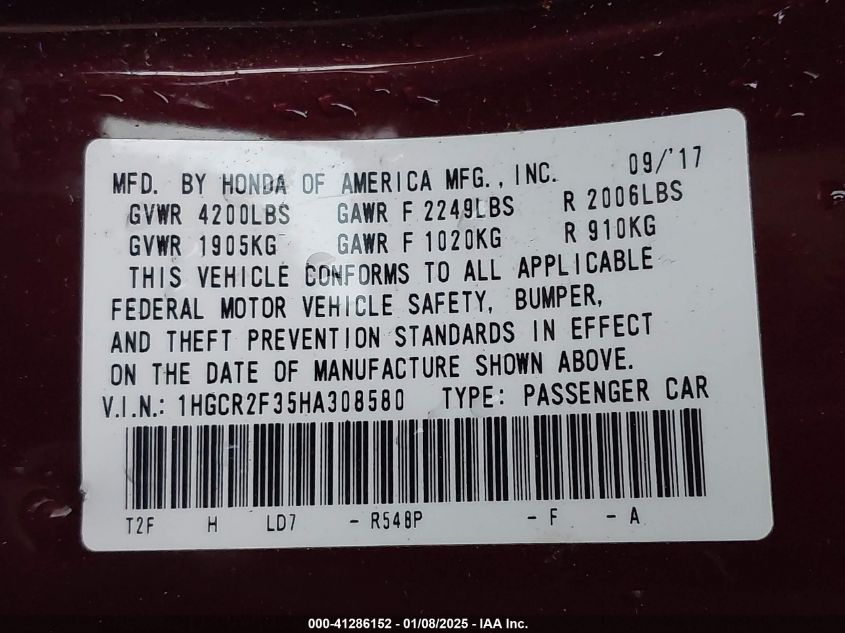 09/'17
MFD. BY HONDA OF AMERICA MFG., INC.
GVWR 4200LBS GAWR F 2249LBS R 2006LBS
GVWR 1905KG GAWR F 1020KG R 910KG
THIS VEHICLE CONFORMS TO ALL APPLICABLE
FEDERAL MOTOR VEHICLE SAFETY, BUMPER,
AND THEFT PREVENTION STANDARDS IN EFFECT
ON THE DATE OF MANUFACTURE SHOWN ABOVE.
V.I.N.: 1HGCR2F35HA308580 TYPE: PASSENGER CAR
T2F H LD7 - R548P - F - A
000-41286152 - 01/08/2025 - IAA Inc.